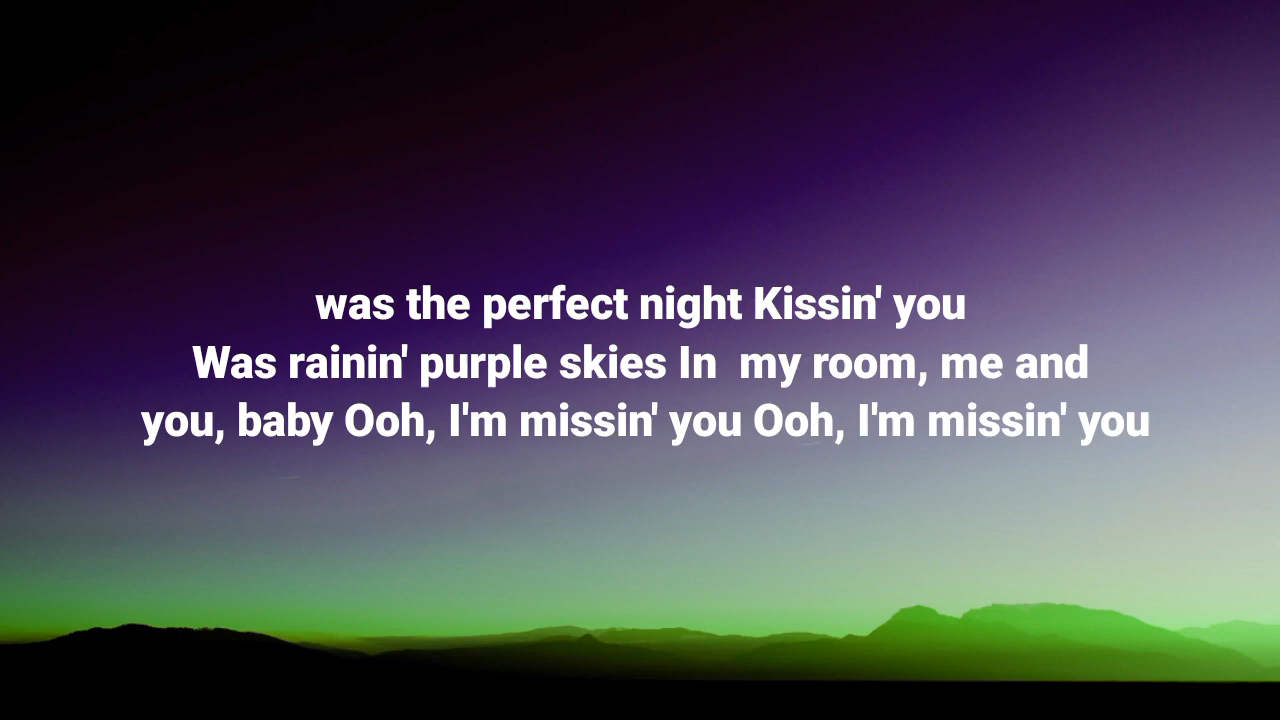 was the perfect night Kissin' you
Was rainin' purple skies In  my room, me and
you, baby Ooh, I'm missin' you Ooh, I'm missin' you